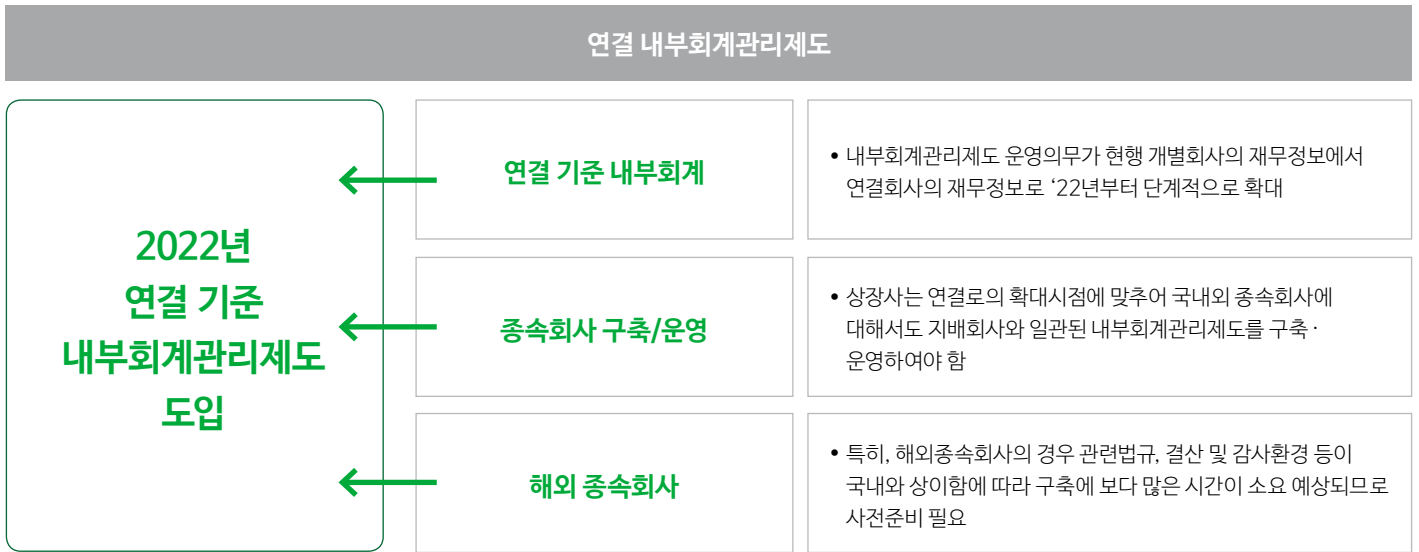 연결 내부회계관리제도
2022년
연결 기준
내부회계관리제도
도입
연결 기준 내부회계
• 내부회계관리제도 운영의무가 현행 개별회사의 재무정보에서
연결회사의 재무정보로 ‘22년부터 단계적으로 확대
종속회사 구축/운영
• 상장사는 연결로의 확대시점에 맞추어 국내외 종속회사에
대해서도 지배회사와 일관된 내부회계관리제도를 구축 ·
운영하여야 함
해외 종속회사
• 특히, 해외종속회사의 경우 관련법규, 결산 및 감사환경 등이
국내와 상이함에 따라 구축에 보다 많은 시간이 소요 예상되므로
사전준비 필요